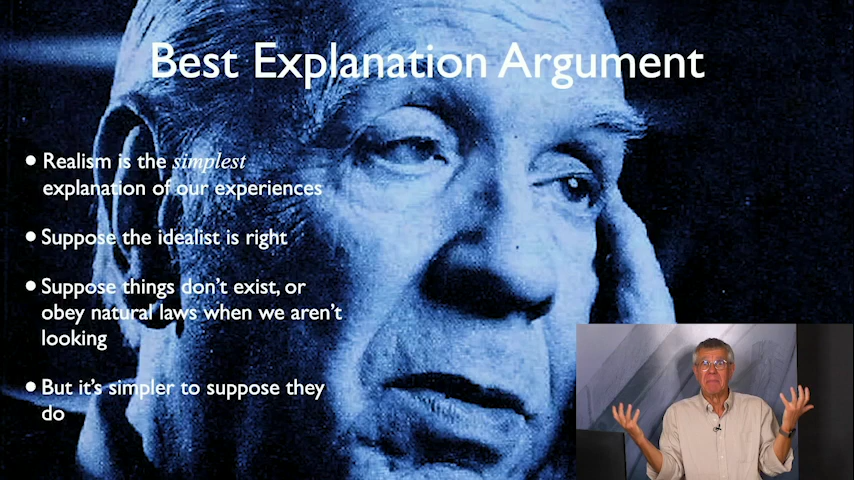 Best Explanation Argument
• Realism is the simplest
explanation of our experiences
• Suppose the idealist is right
• Suppose things don't exist, or
obey natural laws when we aren't
looking
• But it's simpler to suppose they
do